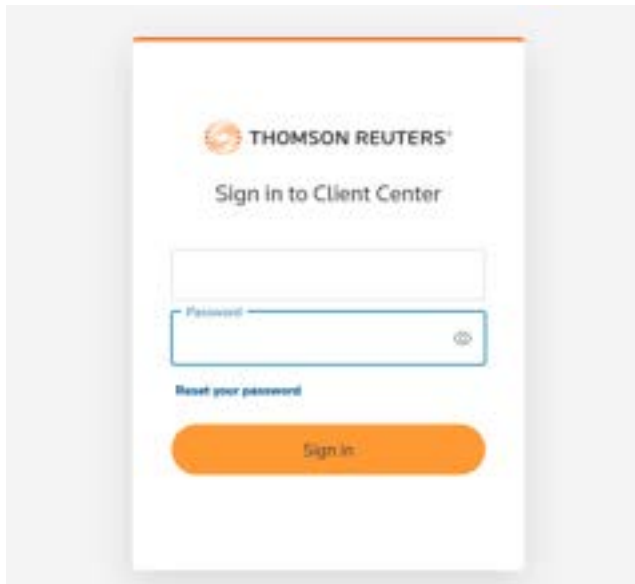 THOMSON REUTERS®
Sign in to Client Center
Password
Reset your password
Sign in